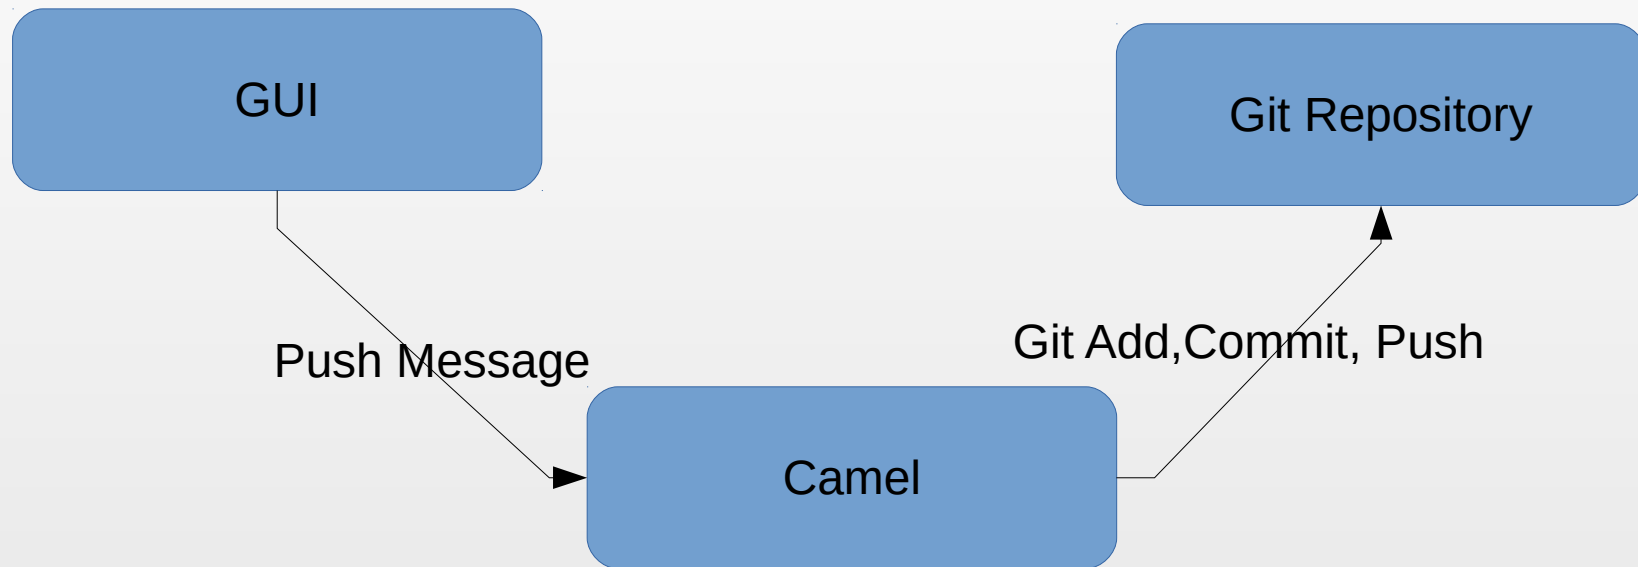 GUI
Git Repository
Push Message
Git Add,Commit, Push
Camel